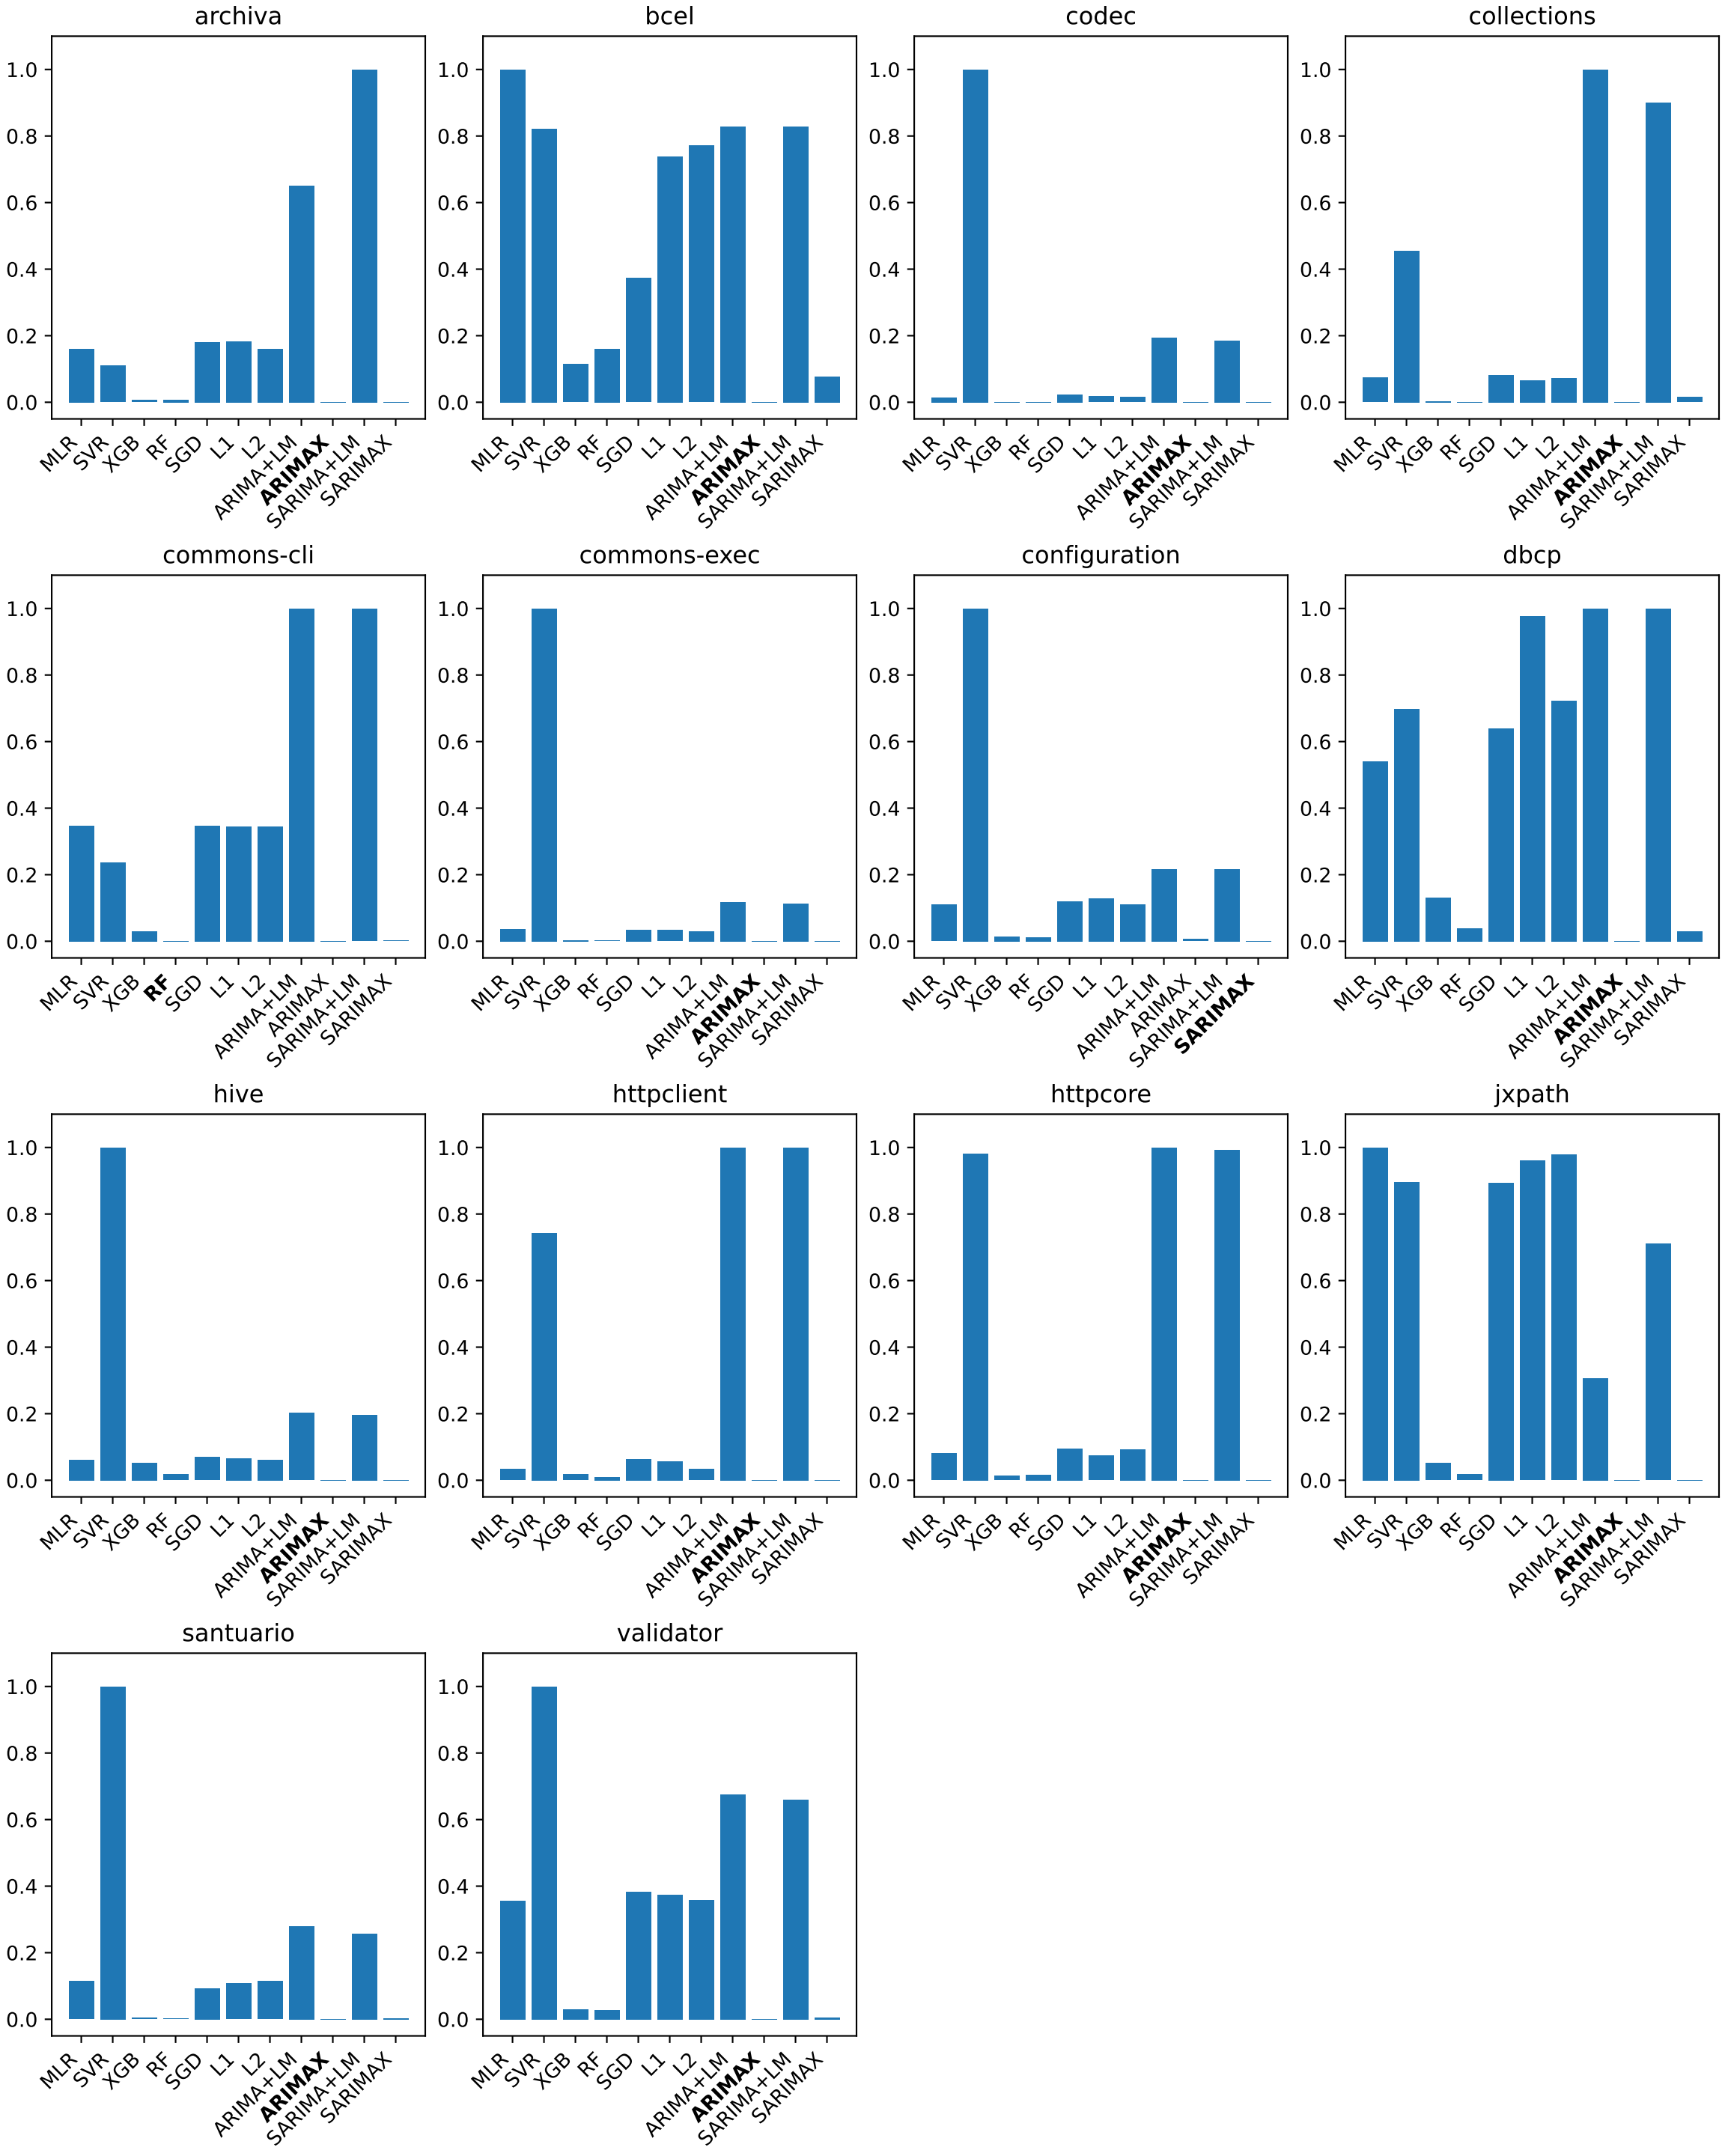 archiva
1.0
0.8
0.6
0.4
0.2
0.0
MLR
SVR
XGB
RF
SGD
L1
L2
ARIMA+LM
ARIMAX
SARIMA+LM
SARIMAX
bcel
1.0
0.8
0.6
0.4
0.2
0.0
MLR
SVR
XGB
RF
SGD
L1
L2
ARIMA+LM
ARIMAX
SARIMA+LM
SARIMAX
codec
1.0
0.8
0.6
0.4
0.2
0.0
MLR
SVR
XGB
RF
SGD
L1
L2
ARIMA+LM
ARIMAX
SARIMA+LM
SARIMAX
collections
1.0
0.8
0.6
0.4
0.2
0.0
MLR
SVR
XGB
RF
SGD
L1
L2
ARIMA+LM
ARIMAX
SARIMA+LM
SARIMAX
commons-cli
1.0
0.8
0.6
0.4
0.2
0.0
MLR
SVR
XGB
RF
SGD
L1
L2
ARIMA+LM
ARIMAX
SARIMA+LM
SARIMAX
commons-exec
1.0
0.8
0.6
0.4
0.2
0.0
MLR
SVR
XGB
RF
SGD
L1
L2
ARIMA+LM
ARIMAX
SARIMA+LM
SARIMAX
configuration
1.0
0.8
0.6
0.4
0.2
0.0
MLR
SVR
XGB
RF
SGD
L1
L2
ARIMA+LM
ARIMAX
SARIMA+LM
SARIMAX
dbcp
1.0
0.8
0.6
0.4
0.2
0.0
MLR
SVR
XGB
RF
SGD
L1
L2
ARIMA+LM
ARIMAX
SARIMA+LM
SARIMAX
hive
1.0
0.8
0.6
0.4
0.2
0.0
MLR
SVR
XGB
RF
SGD
L1
L2
ARIMA+LM
ARIMAX
SARIMA+LM
SARIMAX
httpclient
1.0
0.8
0.6
0.4
0.2
0.0
MLR
SVR
XGB
RF
SGD
L1
L2
ARIMA+LM
ARIMAX
SARIMA+LM
SARIMAX
httpcore
1.0
0.8
0.6
0.4
0.2
0.0
MLR
SVR
XGB
RF
SGD
L1
L2
ARIMA+LM
ARIMAX
SARIMA+LM
SARIMAX
jxpath
1.0
0.8
0.6
0.4
0.2
0.0
MLR
SVR
XGB
RF
SGD
L1
L2
ARIMA+LM
ARIMAX
SARIMA+LM
SARIMAX
santuario
1.0
0.8
0.6
0.4
0.2
0.0
MLR
SVR
XGB
RF
SGD
L1
L2
ARIMA+LM
ARIMAX
SARIMA+LM
SARIMAX
validator
1.0
0.8
0.6
0.4
0.2
0.0
MLR
SVR
XGB
RF
SGD
L1
L2
ARIMA+LM
ARIMAX
SARIMA+LM
SARIMAX